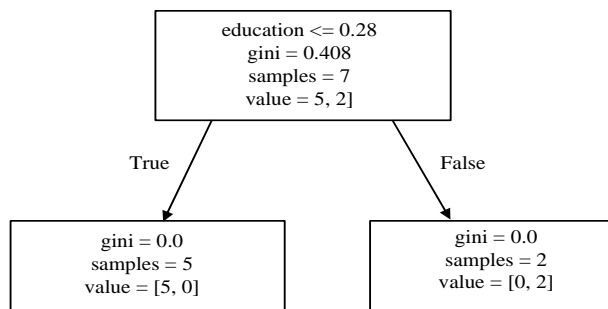 education <= 0.28
gini = 0.408
samples = 7
value = 5, 2]
True
False
gini = 0.0
samples = 5
value = [5, 0]
gini = 0.0
samples = 2
value = [0, 2]